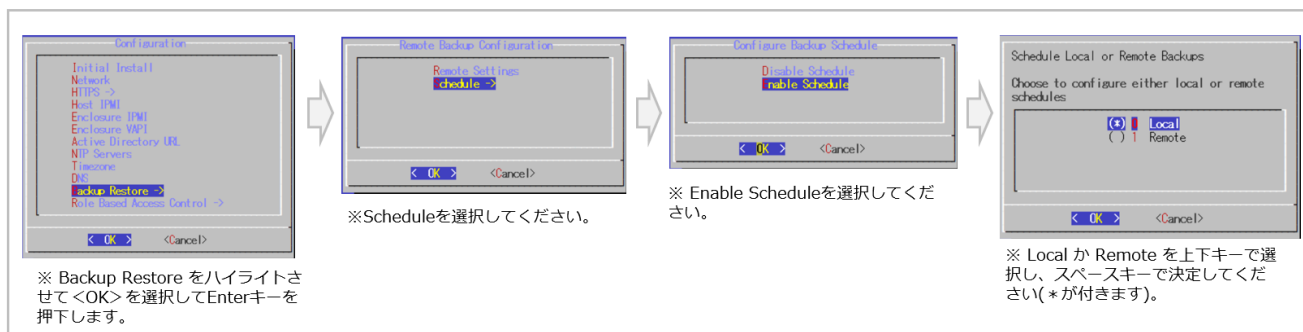 Configuration
Initial Install
Network
HTTPS ->
Host IPMI
Enclosure IPMI
Enclosure VAPI
Active Directory URL
NTP Servers
Timezone
DNS
Backup Restore ->
Role Based Access Control ->
< OK > <Cancel>
※ Backup Restore をハイライトさ
せて<OK>を選択してEnterキーを
押下します。
Remote Backup Configuration
Remote Settings
Schedule ->
< OK > <Cancel>
※Scheduleを選択してください。
Configure Backup Schedule
Disable Schedule
Enable Schedule
< OK > <Cancel>
※ Enable Scheduleを選択してくだ
さい。
Schedule Local or Remote Backups
Choose to configure either local or remote
schedules
(*) Local
( ) 1 Remote
< OK > <Cancel>
※ Local か Remote を上下キーで選
択し、スペースキーで決定してくだ
さい(*が付きます)。